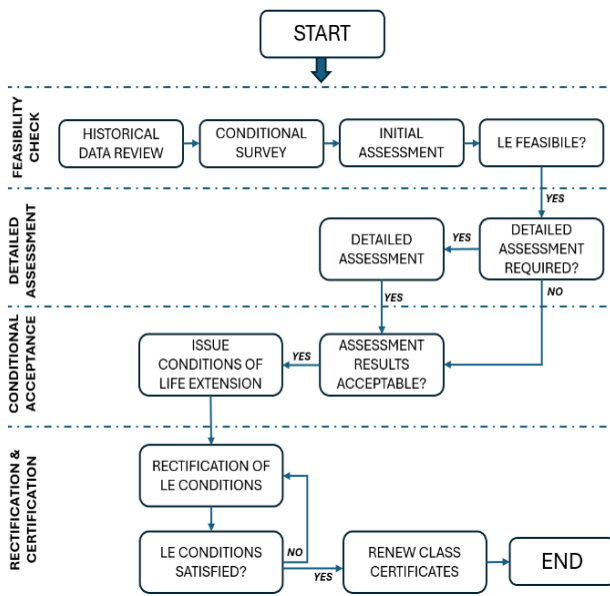 START
FEASIBILITY
CHECK
HISTORICAL
DATA REVIEW
CONDITIONAL
SURVEY
INITIAL
ASSESSMENT
LE FEASIBILE?
YES
DETAILED
ASSESSMENT
DETAILED
ASSESSMENT
YES
DETAILED
ASSESSMENT
REQUIRED?
YES
NO
CONDITIONAL
ACCEPTANCE
ISSUE
CONDITIONS OF
LIFE EXTENSION
YES
ASSESSMENT
RESULTS
ACCEPTABLE?
RECTIFICATION &
CERTIFICATION
RECTIFICATION OF
LE CONDITIONS
LE CONDITIONS
SATISFIED?
NO
YES
RENEW CLASS
CERTIFICATES
END